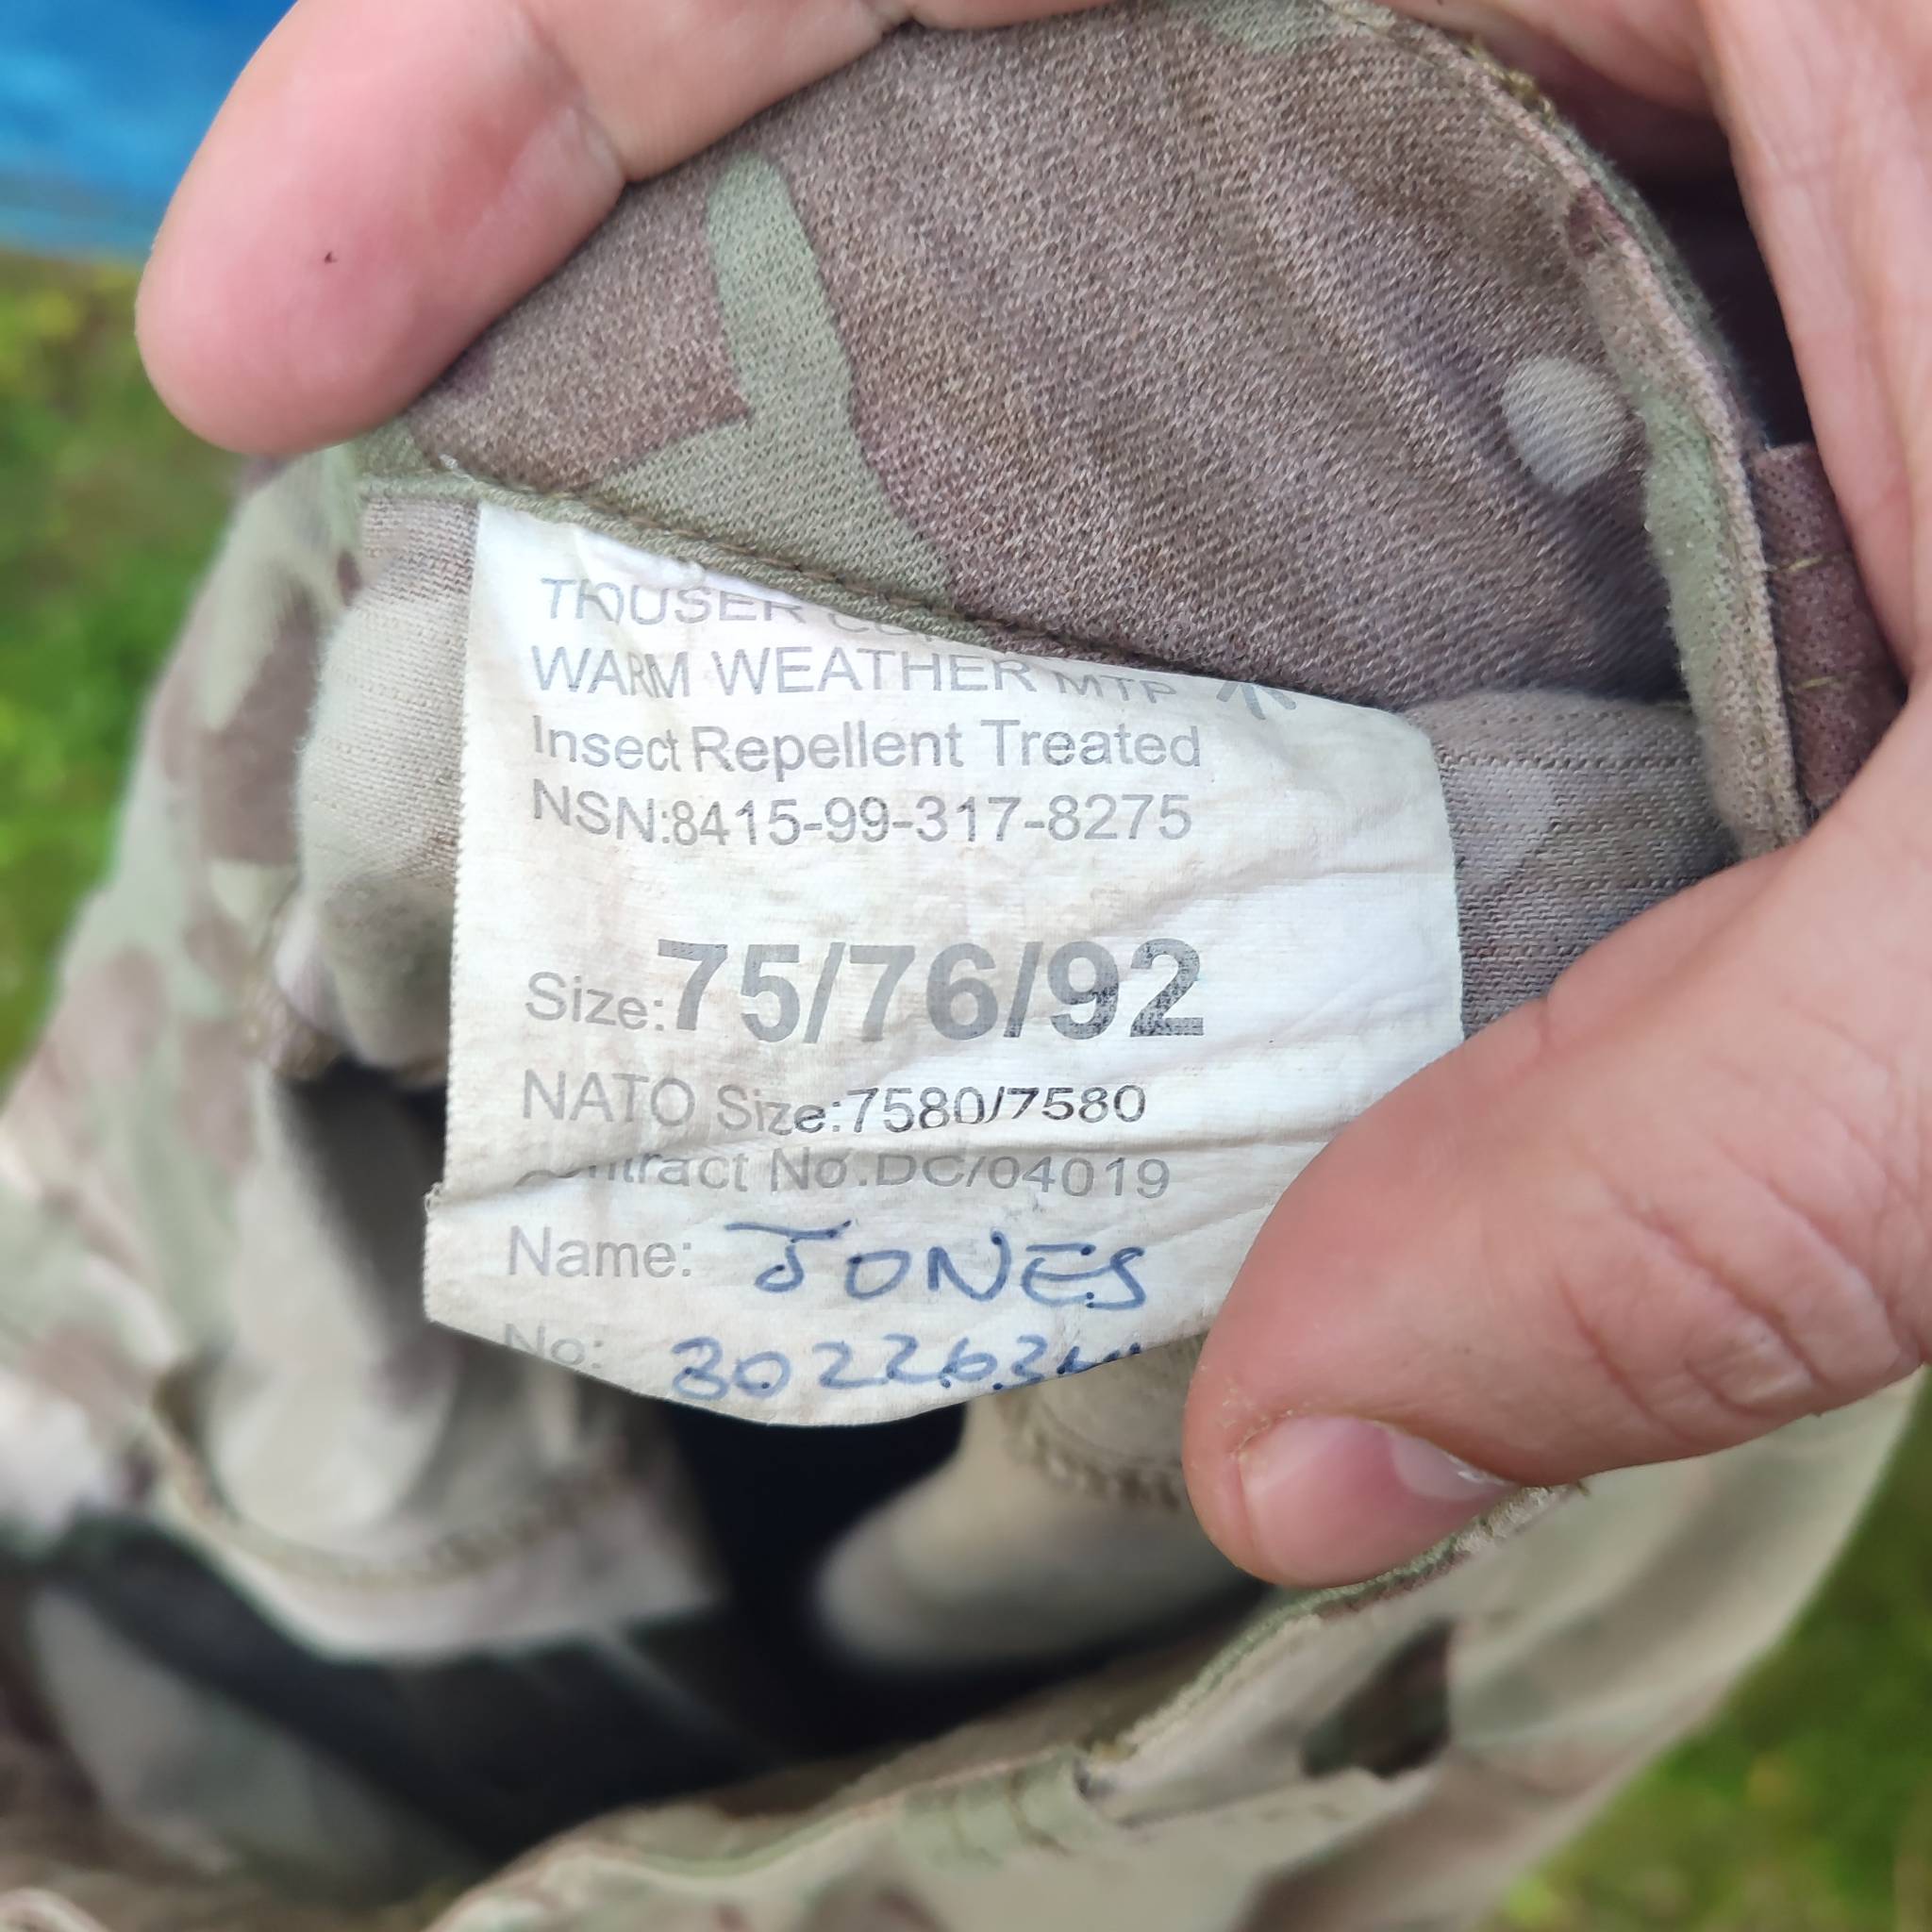 TROUSER
WARM WEATHER MTP
Insect Repellent Treated
NSN:8415-99-317-8275
Size:75/76/92
NATO Size:7580/7580
Contract No.DC/04019
Name: JONES
No: